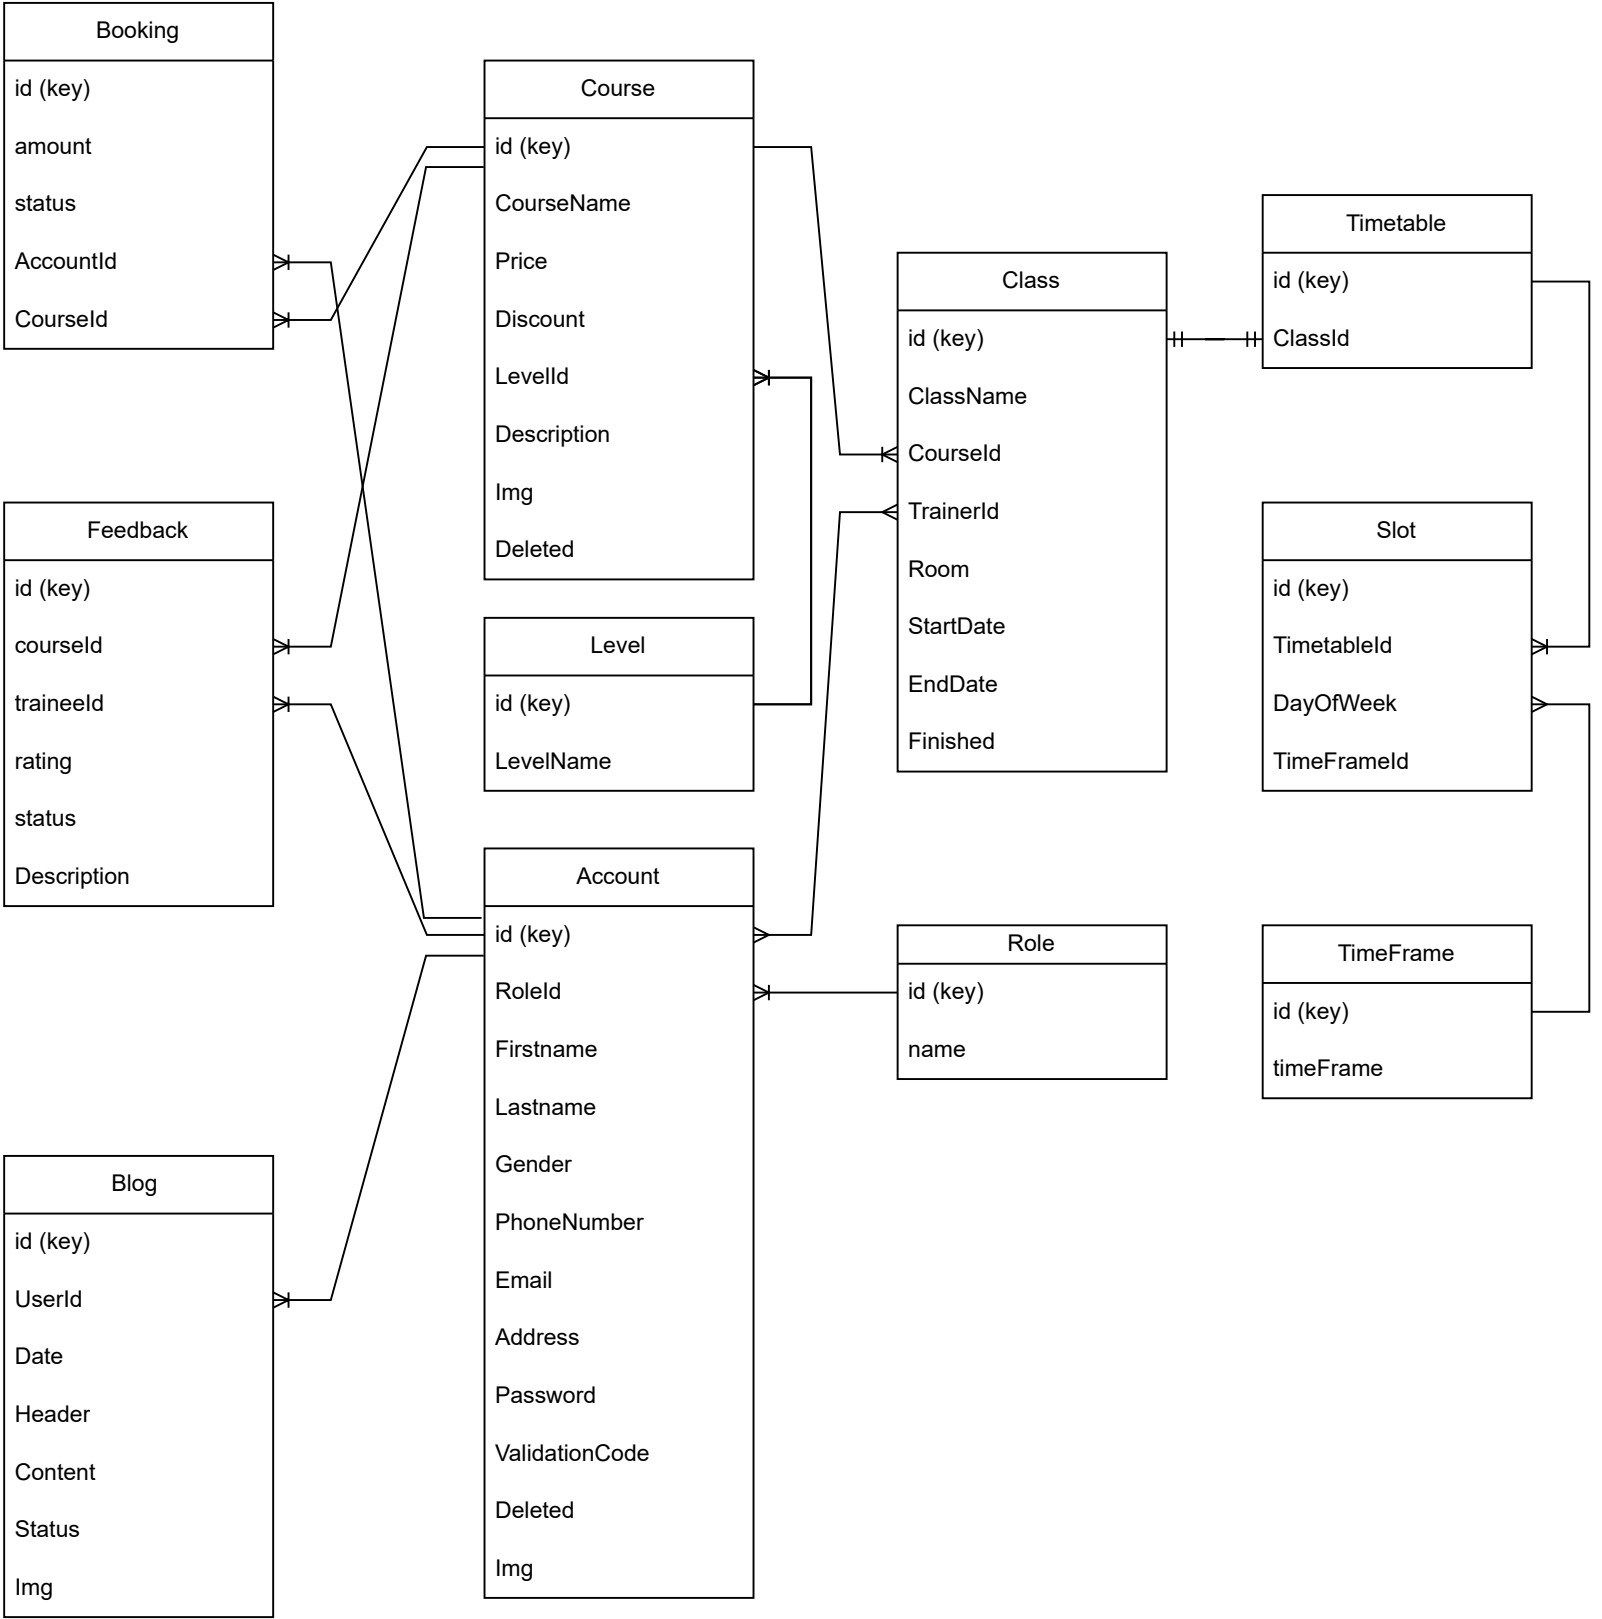 Booking
id (key)
amount
status
AccountId
CourseId
Feedback
id (key)
courseId
traineeId
rating
status
Description
Blog
id (key)
UserId
Date
Header
Content
Status
Img
Course
id (key)
CourseName
Price
Discount
LevelId
Description
Img
Deleted
Level
id (key)
LevelName
Account
id (key)
RoleId
Firstname
Lastname
Gender
PhoneNumber
Email
Address
Password
ValidationCode
Deleted
Img
Class
id (key)
ClassName
CourseId
TrainerId
Room
StartDate
EndDate
Finished
Role
id (key)
name
Timetable
id (key)
ClassId
Slot
id (key)
TimetableId
DayOfWeek
TimeFrameId
TimeFrame
id (key)
timeFrame